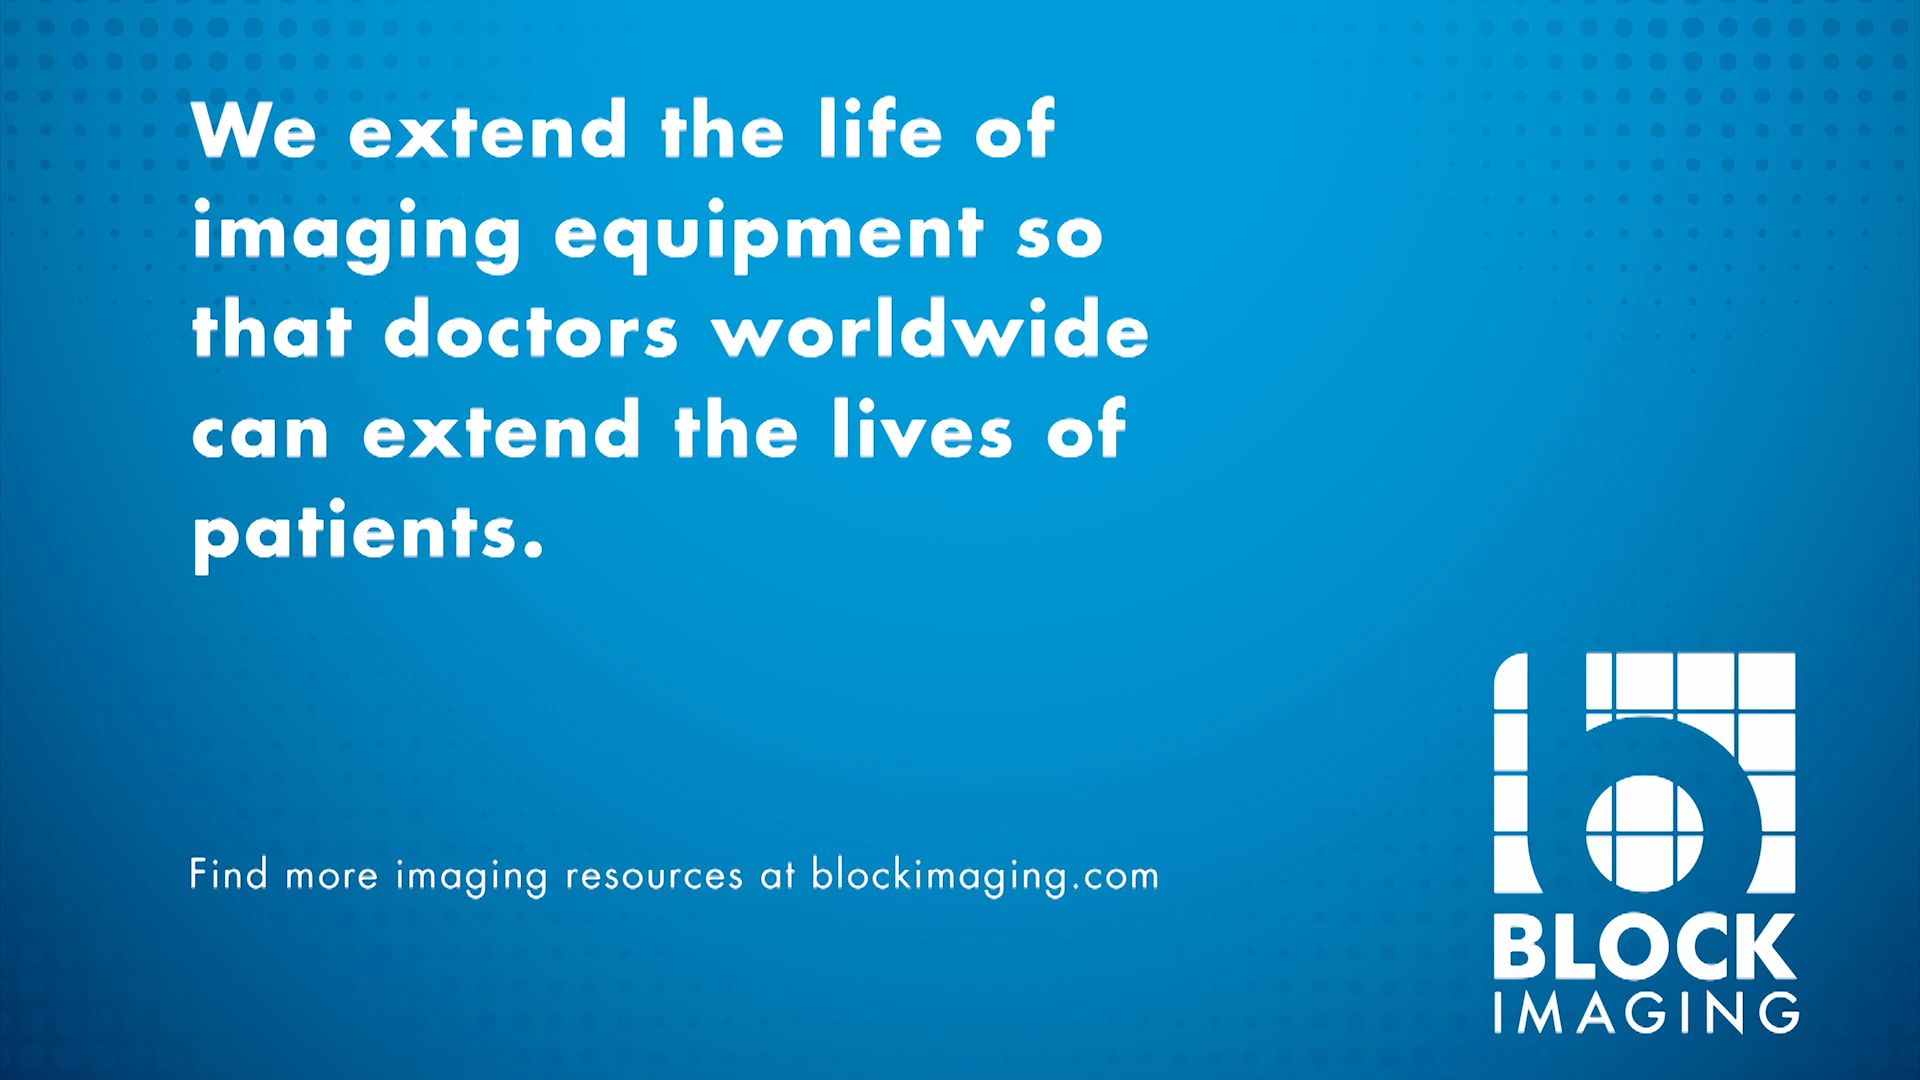 We extend the life of
imaging equipment so
that doctors worldwide
can extend the lives of
patients.
Find more imaging resources at blockimaging.com
b
BLOCK
IMAGING